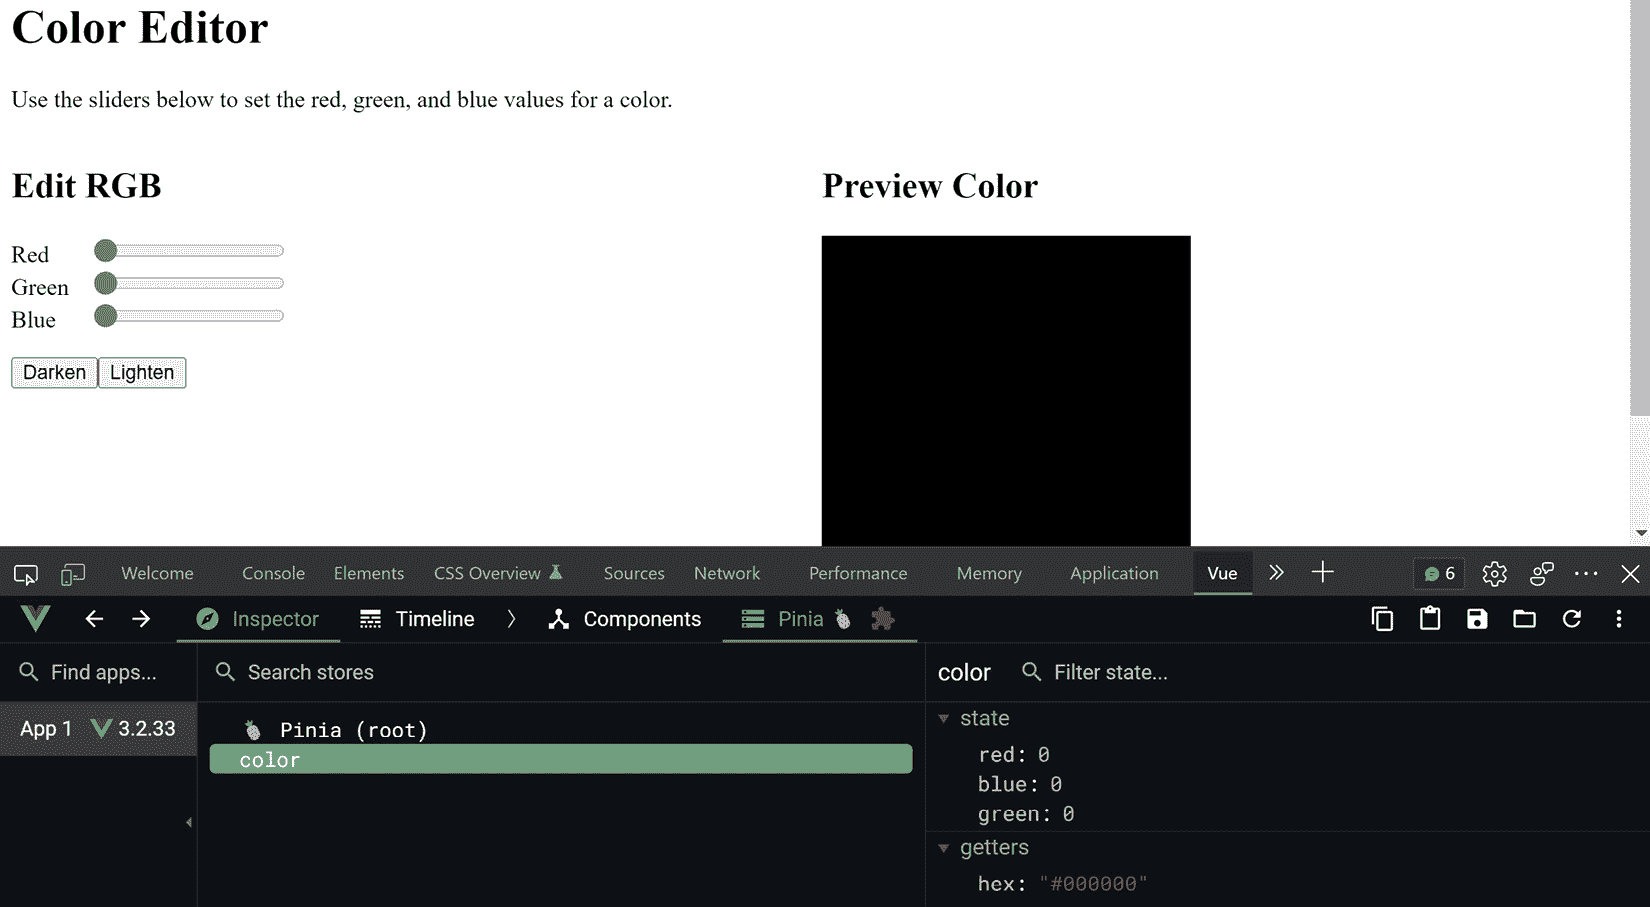 Color Editor
Use the sliders below to set the red, green, and blue values for a color.
Edit RGB
Red
Green
Blue
Darken Lighten
Preview Color
Welcome Console Elements CSS Overview Sources Network Performance Memory Application Vue 6
Inspector Timeline Components Pinia
Find apps... Search stores color Filter state...
App 1 3.2.33
Pinia (root)
color
state
red: 0
blue: 0
green: 0
getters
hex: "#000000"